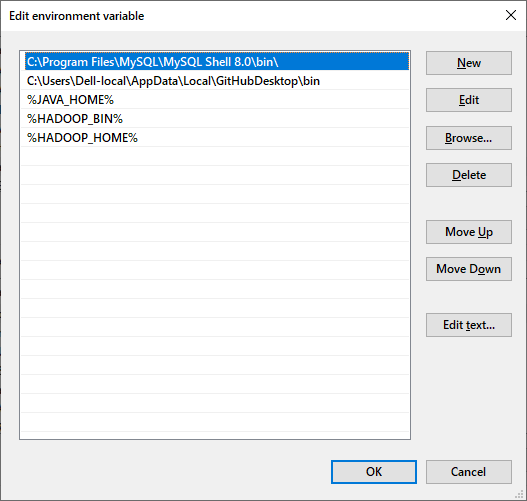 Edit environment variable
C:\Program Files\MySQL\MySQL Shell 8.0\bin\
C:\Users\Dell-local\AppData\Local\GitHubDesktop\bin
%JAVA_HOME%
%HADOOP_BIN%
%HADOOP_HOME%
New
Edit
Browse...
Delete
Move Up
Move Down
Edit text...
OK
Cancel